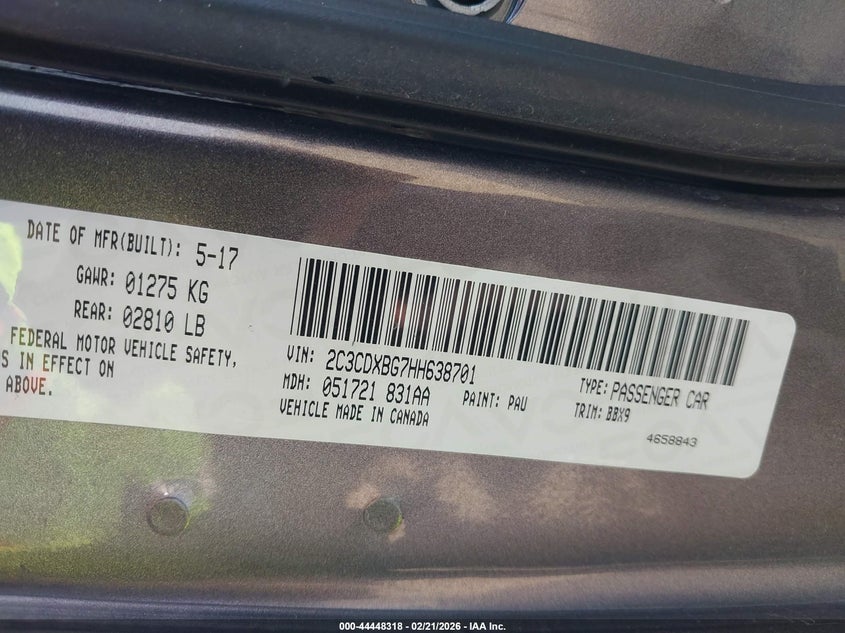 DATE OF MFR(BUILT): 5-17
GAWR: 01275 KG
REAR: 02810 LB
FEDERAL MOTOR VEHICLE SAFETY,
S IN EFFECT ON
ABOVE.
VIN: 2C3CDXBG7HH638701
TYPE: PASSENGER CAR
MDH: 051721 831AA
PAINT: PAU
TRIM: BBX9
VEHICLE MADE IN CANADA
4658843
000-44448318 - 02/21/2026 - IAA Inc.